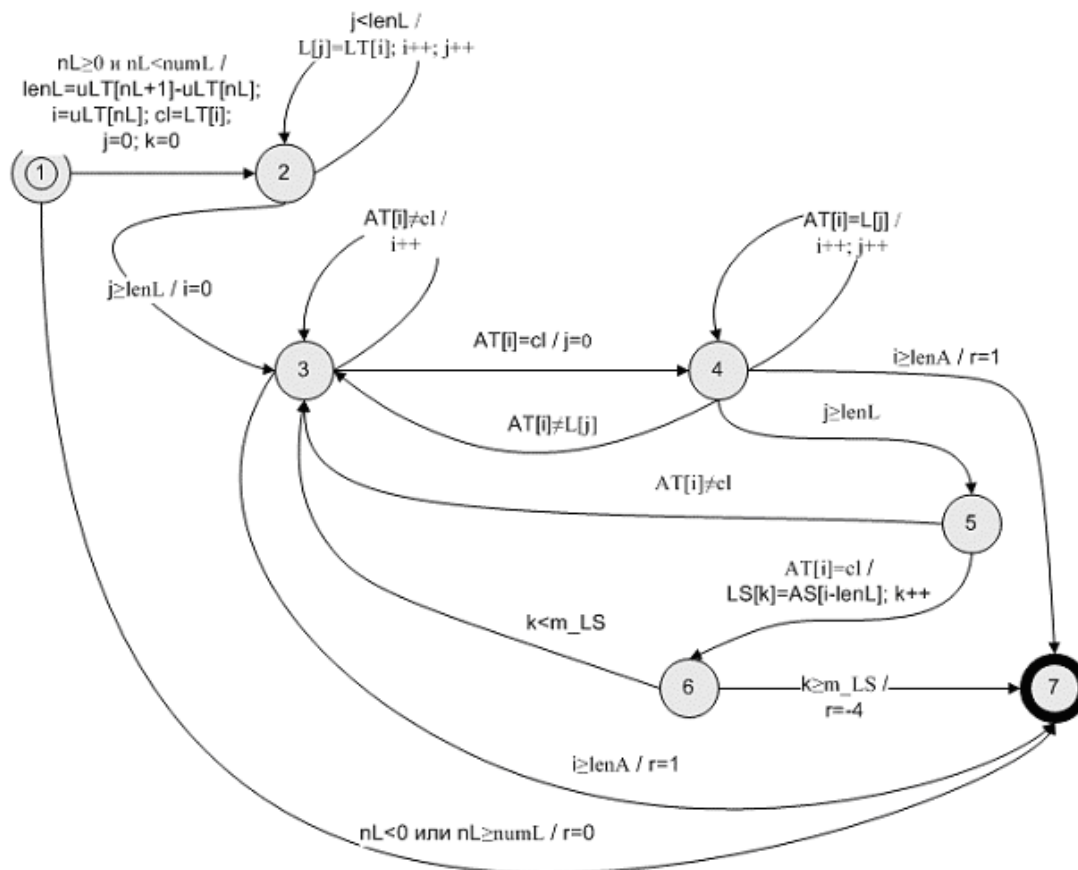 j<lenL /
L[j]=LT[i]; i++; j++
nL≥0 и nL<numL /
lenL=uLT[nL+1]-uLT[nL];
i=uLT[nL]; cl=LT[i];
j=0; k=0
1
2
AT[i]≠cl /
i++
AT[i]=L[j] /
i++; j++
j≥lenL / i=0
AT[i]=cl / j=0
3
4
i≥lenA / r=1
AT[i]≠L[j]
j≥lenL
AT[i]≠cl
5
AT[i]=cl /
LS[k]=AS[i-lenL]; k++
k<m_LS
6
k≥m_LS /
r=-4
7
i≥lenA / r=1
nL<0 или nL≥numL / r=0